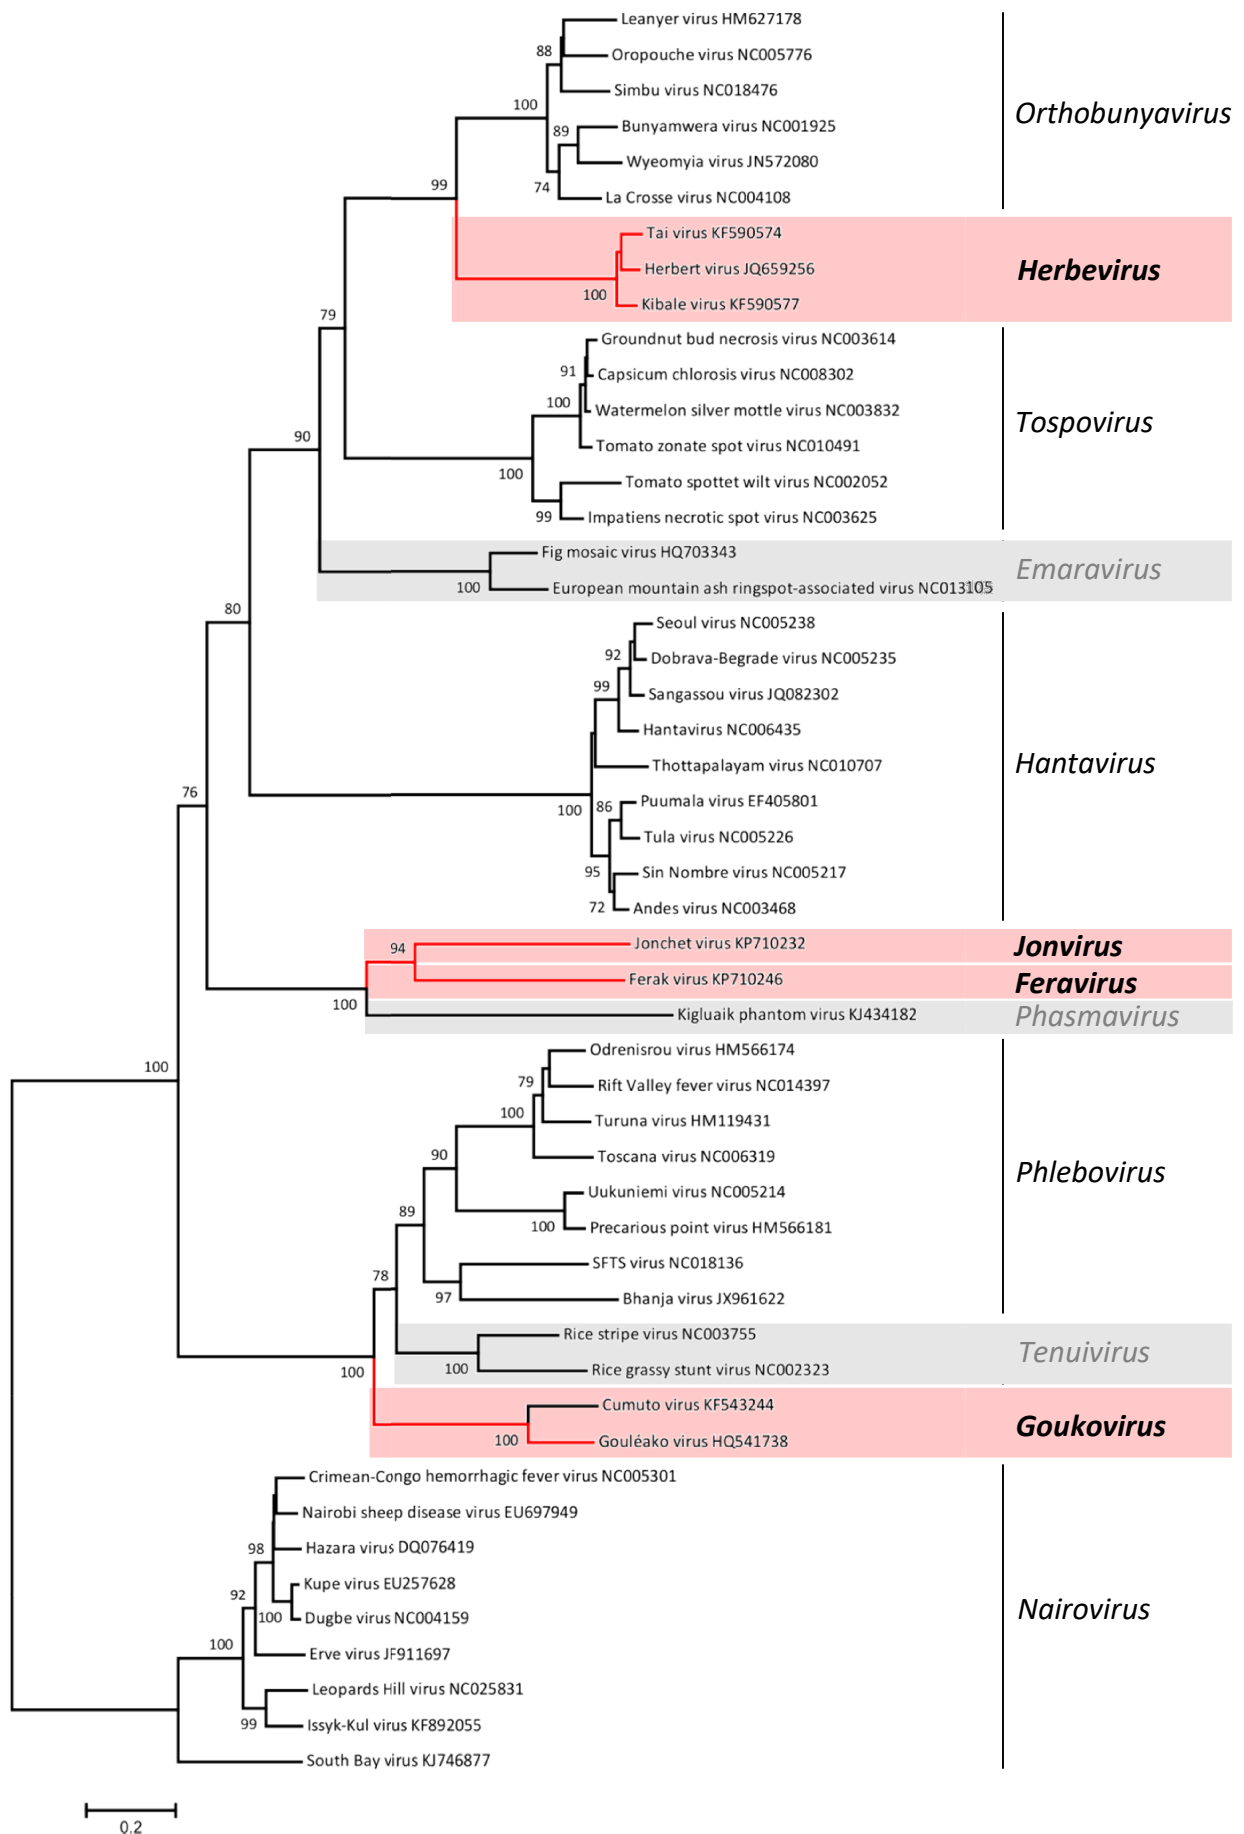 Leanyer virus HM627178
88
Oropouche virus NC005776
Simbu virus NC018476
100
Orthobunyavirus
Bunyamwera virus NC001925
89
Wyeomyia virus JN572080
74
99
La Crosse virus NC004108
Tai virus KF590574
Herbert virus JQ659256
Herbevirus
100
Kibale virus KF590577
79
Groundnut bud necrosis virus NC003614
91
Capsicum chlorosis virus NC008302
100
Watermelon silver mottle virus NC003832
Tospovirus
90
Tomato zonate spot virus NC010491
100
Tomato spottet wilt virus NC002052
99
Impatiens necrotic spot virus NC003625
Fig mosaic virus HQ703343
Emaravirus
100
European mountain ash ringspot-associated virus NC013105
80
Seoul virus NC005238
92
Dobrava-Begrade virus NC005235
99
Sangassou virus JQ082302
Hantavirus NC006435
Thottapalayam virus NC010707
Hantavirus
76
100
86
Puumala virus EF405801
Tula virus NC005226
95
Sin Nombre virus NC005217
72
Andes virus NC003468
94
Jonchet virus KP710232
Jonvirus
Ferak virus KP710246
Feravirus
100
Kigluaik phantom virus KJ434182
Phasmavirus
Odrenisrou virus HM566174
100
79
Rift Valley fever virus NC014397
100
Turuna virus HM119431
90
Toscana virus NC006319
Phlebovirus
Uukuniemi virus NC005214
89
100
Precarious point virus HM566181
SFTS virus NC018136
78
97
Bhanja virus JX961622
Rice stripe virus NC003755
Tenuivirus
100
100
Rice grassy stunt virus NC002323
Cumuto virus KF543244
Goukovirus
100
Gouléako virus HQ541738
Crimean-Congo hemorrhagic fever virus NC005301
Nairobi sheep disease virus EU697949
98
Hazara virus DQ076419
Kupe virus EU257628
92
100
Dugbe virus NC004159
Nairovirus
100
Erve virus JF911697
Leopards Hill virus NC025831
99
Issyk-Kul virus KF892055
South Bay virus KJ746877
0.2